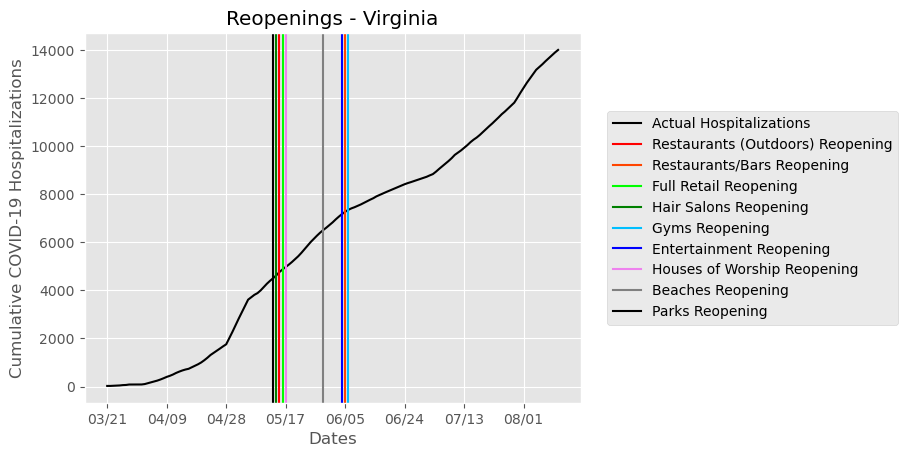 Reopenings - Virginia
Cumulative COVID-19 Hospitalizations
14000
12000
10000
8000
6000
4000
2000
0
03/21 04/09 04/28 05/17 06/05 06/24 07/13 08/01
Dates
Actual Hospitalizations
Restaurants (Outdoors) Reopening
Restaurants/Bars Reopening
Full Retail Reopening
Hair Salons Reopening
Gyms Reopening
Entertainment Reopening
Houses of Worship Reopening
Beaches Reopening
Parks Reopening